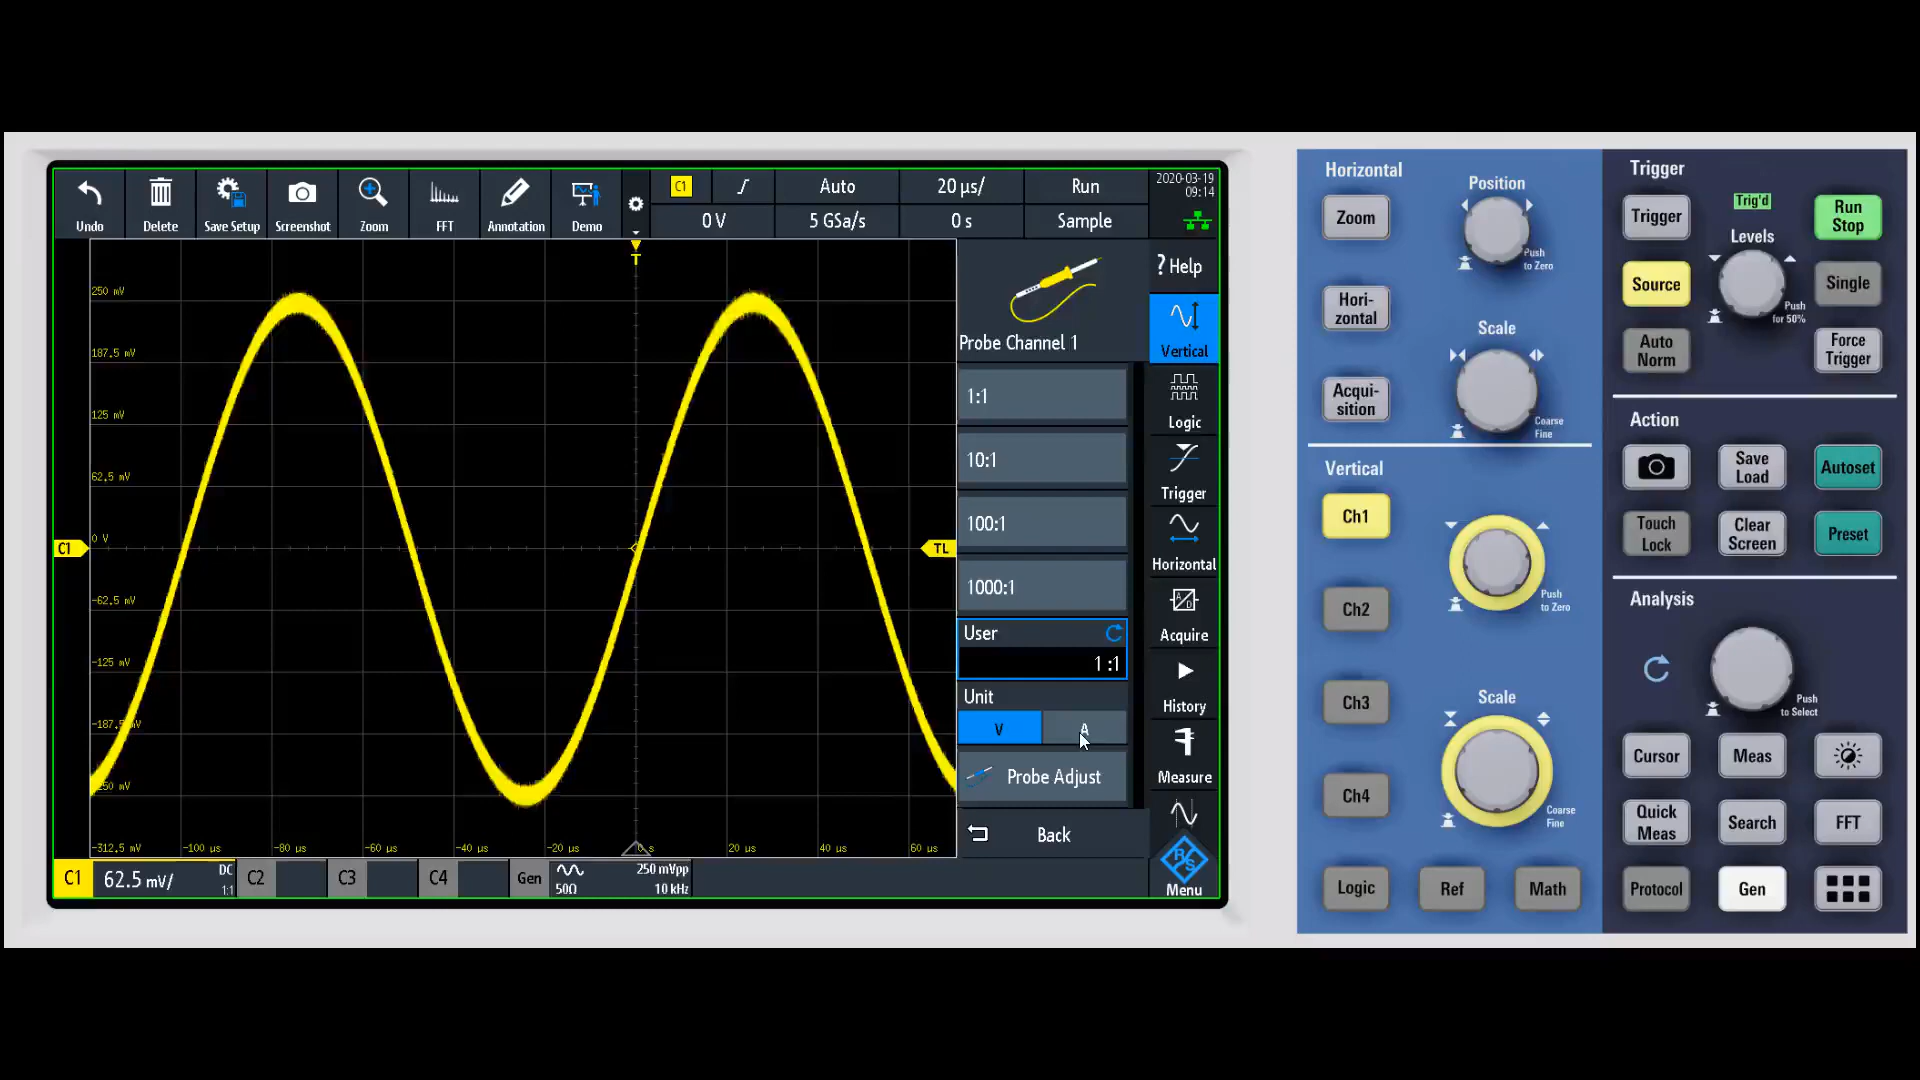 Undo
Delete
Save Setup
Screenshot
Zoom
FFT
Annotation
Demo
C1
Auto
20 µs/
Run
0 V
5 GSa/s
0 s
Sample
2020-03-19
09:14
T
250 mV
187.5 mV
125 mV
62.5 mV
0 V
-62.5 mV
-125 mV
-187.5 mV
-312.5 mV
C1
TL
-100 µs
-80 µs
-60 µs
-40 µs
-20 µs
0 s
20 µs
40 µs
60 µs
Probe Channel 1
1:1
10:1
100:1
1000:1
User
1 :1
Unit
V
A
Probe Adjust
Back
? Help
Vertical
Logic
Trigger
Horizontal
Acquire
History
Measure
R/S
Menu
C1
62.5 mV/
DC
1:1
C2
C3
C4
Gen
50Ω
250 mVpp
10 kHz
Horizontal
Zoom
Position
Push
to Zero
Hori-
zontal
Scale
Acqui-
sition
Coarse
Fine
Vertical
Ch1
Push
to Zero
Ch2
Ch3
Scale
Ch4
Coarse
Fine
Logic
Ref
Math
Trigger
Trigger
Trig'd
Run
Stop
Levels
Source
Single
Push
for 50%
Auto
Norm
Force
Trigger
Action
Save
Load
Autoset
Touch
Lock
Clear
Screen
Preset
Analysis
Push
to Select
Cursor
Meas
Quick
Meas
Search
FFT
Protocol
Gen